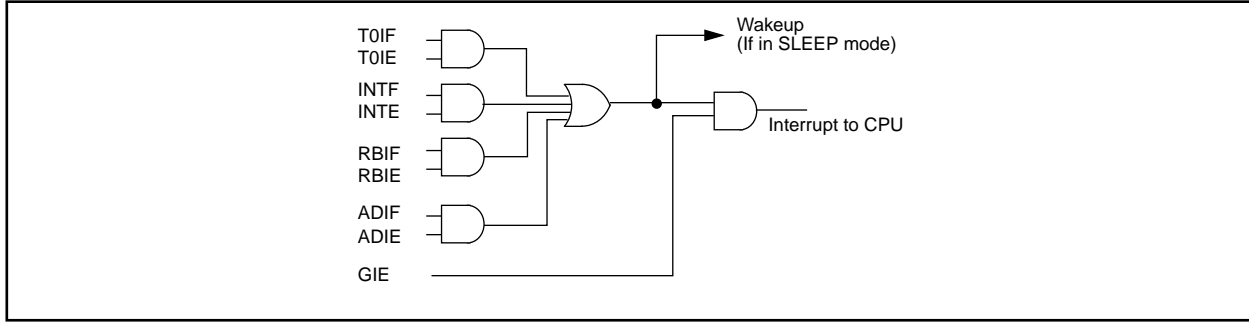 T0IF
T0IE
INTF
INTE
RBIF
RBIE
ADIF
ADIE
GIE
Wakeup
(If in SLEEP mode)
Interrupt to CPU